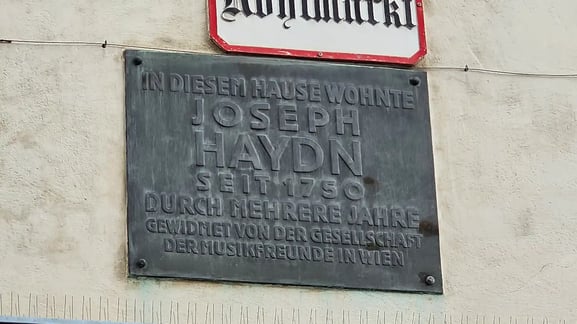 Kohlmarkt
IN DIESEM HAUSE WOHNTE
JOSEPH
HAYDN
SEIT 1750
DURCH MEHRERE JAHRE
GEWIDMET VON DER GESELLSCHAFT
DER MUSIKFREUNDE IN WIEN